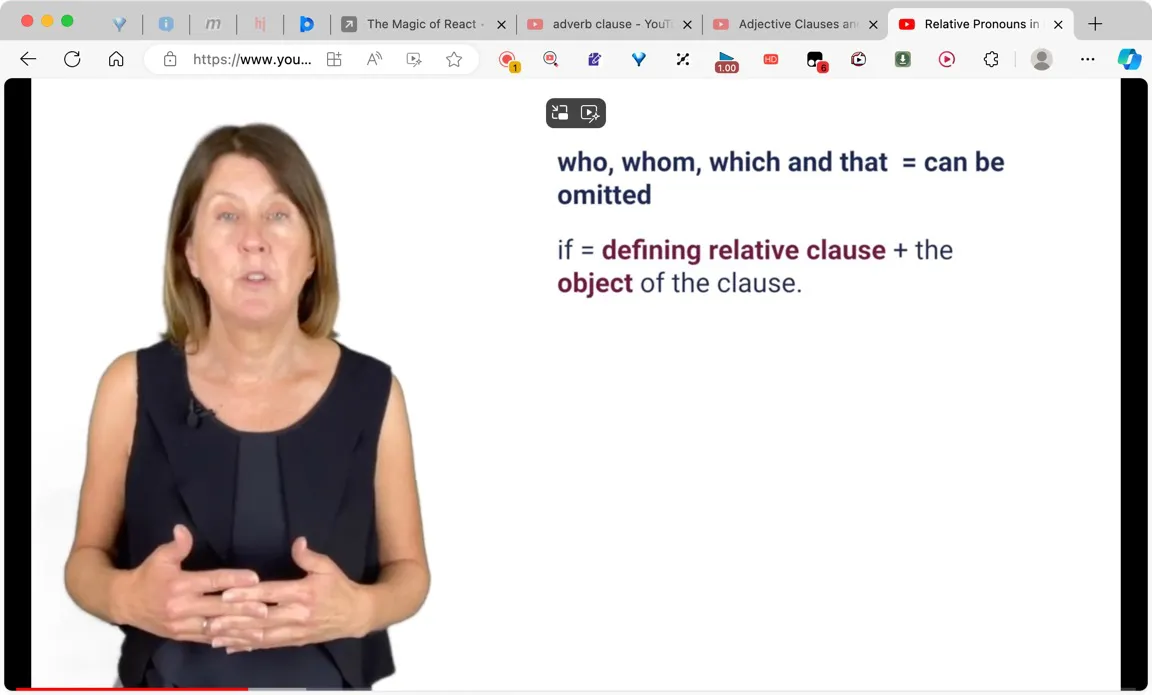 m
hj
The Magic of React -
adverb clause - YouT
Adjective Clauses an
Relative Pronouns in
https://www.you...
A
1
1.00
HD
6
who, whom, which and that = can be
omitted
if = defining relative clause + the
object of the clause.